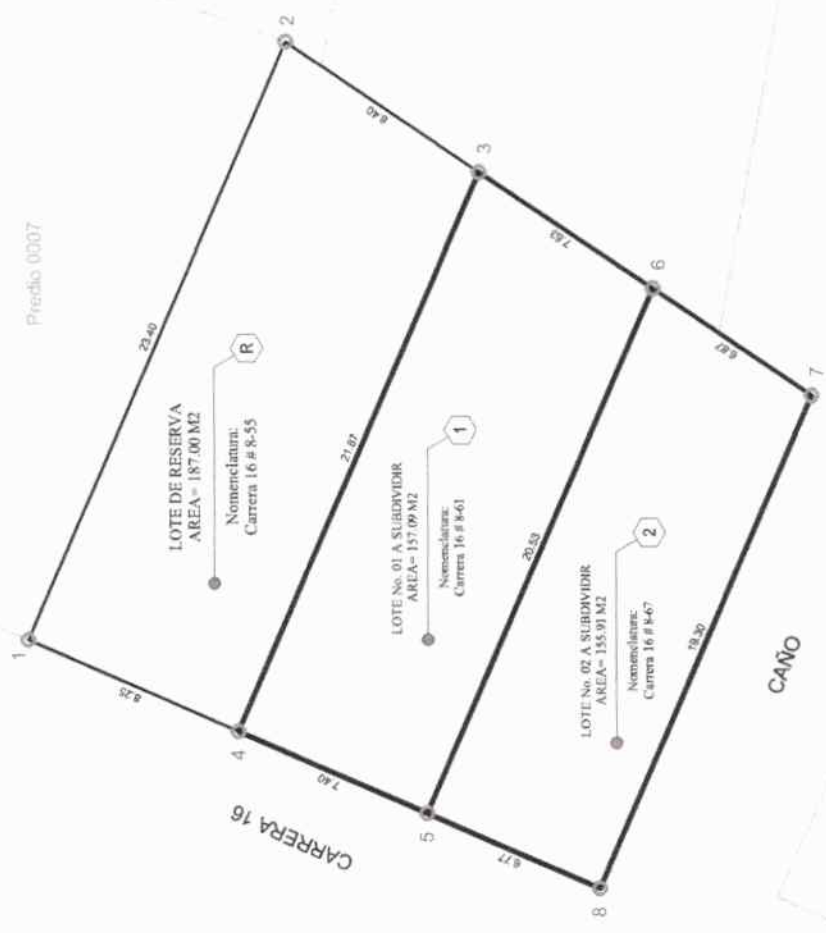 Predio 0007
1
2
23.40
8.25
8.40
LOTE DE RESERVA
AREA= 187.00 M2
Nomenclatura:
Carrera 16 # 8-55
R
3
4
21.87
7.63
7.40
CARRERA 16
LOTE No. 01 A SUBDIVIDIR
AREA= 157.09 M2
Nomenclatura:
Carrera 16 # 8-61
1
6
5
20.53
6.87
6.77
LOTE No. 02 A SUBDIVIDIR
AREA= 155.91 M2
Nomenclatura:
Carrera 16 # 8-67
2
7
8
19.30
CAÑO